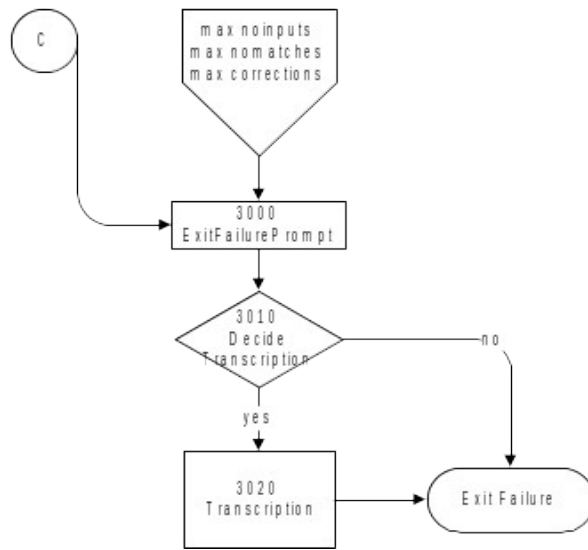 C
max noinputs
max nomatches
max corrections
3000
ExitFailurePrompt
3010
Decide
Transcription
no
yes
3020
Transcription
Exit Failure